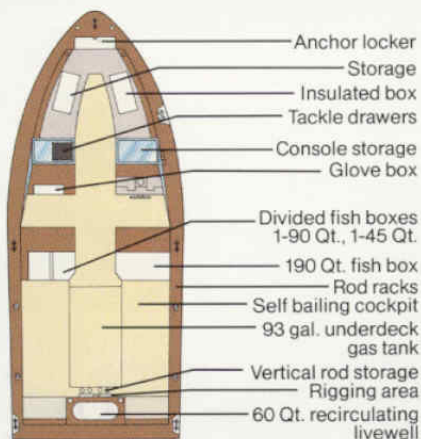 Anchor locker
Storage
Insulated box
Tackle drawers
Console storage
Glove box
Divided fish boxes
1-90 Qt., 1-45 Qt.
190 Qt. fish box
Rod racks
Self bailing cockpit
93 gal. underdeck
gas tank
Vertical rod storage
Rigging area
60 Qt. recirculating
livewell